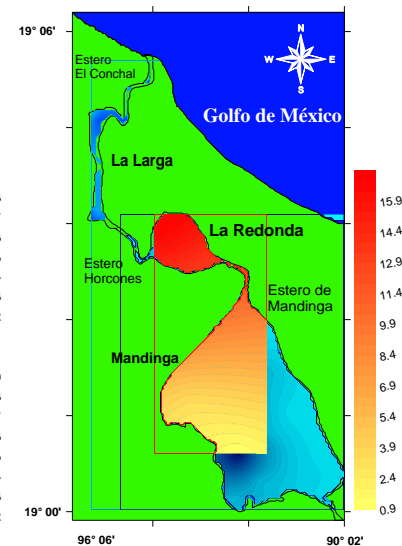 19° 06'
N
W E
S
Estero
El Conchal
Golfo de México
La Larga
La Redonda
Estero
Horcones
Estero de
Mandinga
Mandinga
15.9
14.4
12.9
11.4
9.9
8.4
6.9
5.4
3.9
2.4
0.9
19° 00'
96° 06'
90° 02'